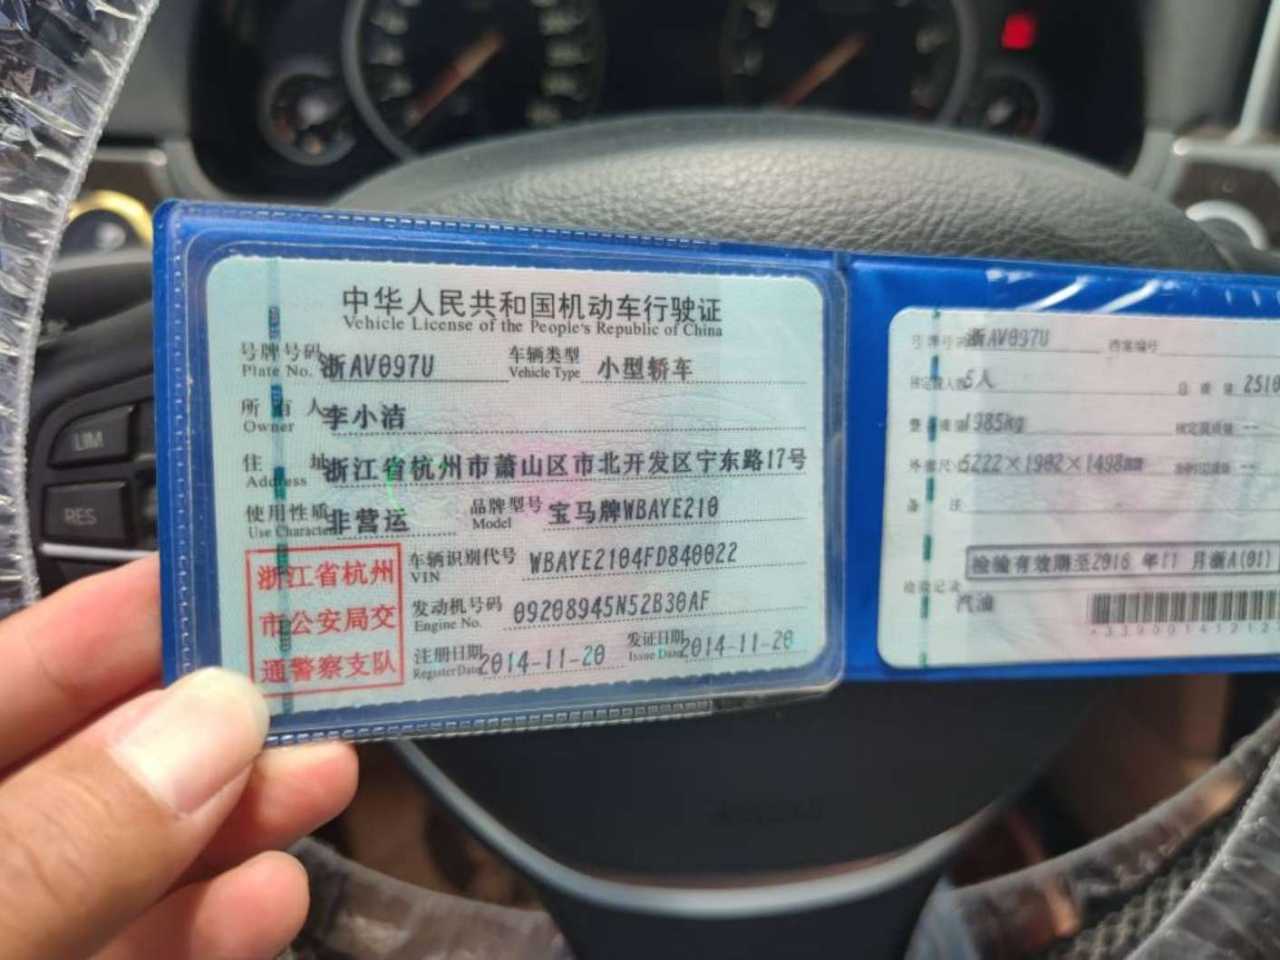 中华人民共和国机动车行驶证
Vehicle License of the People's Republic of China
号牌号码 浙AV097U 车辆类型 小型轿车
Plate No. Vehicle Type
所有人 李小洁
Owner
住址 浙江省杭州市萧山区市北开发区宁东路17号
Address
使用性质 非营运 品牌型号 宝马牌WBAYE210
Use Character Model
浙江省杭州
市公安局交
通警察支队
车辆识别代号 WBAYE2104FD840022
VIN
发动机号码 09208945N52B30AF
Engine No.
注册日期 2014-11-20 发证日期 2014-11-20
Register Date Issue Date
号牌号码 浙AV097U 档案编号
核定载人数 5人 总质量 2510
整备质量 1985kg 核定载质量 --
外廓尺寸 5222×1902×1498mm --
备注
检验有效期至2016 年11 月浙A(01)
检验记录
汽油
LIM
RES